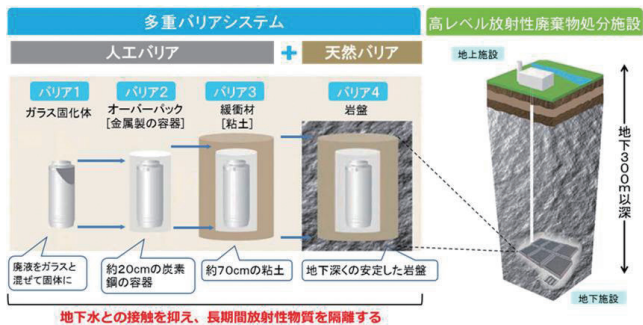 多重バリアシステム
高レベル放射性廃棄物処分施設
人工バリア
+
天然バリア
バリア1
ガラス固化体
バリア2
オーバーパック
[金属製の容器]
バリア3
緩衝材
[粘土]
バリア4
岩盤
廃液をガラスと
混ぜて固体に
約20cmの炭素
鋼の容器
約70cmの粘土
地下深くの安定した岩盤
地下水との接触を抑え、長期間放射性物質を隔離する
地上施設
地下300m以深
地下施設